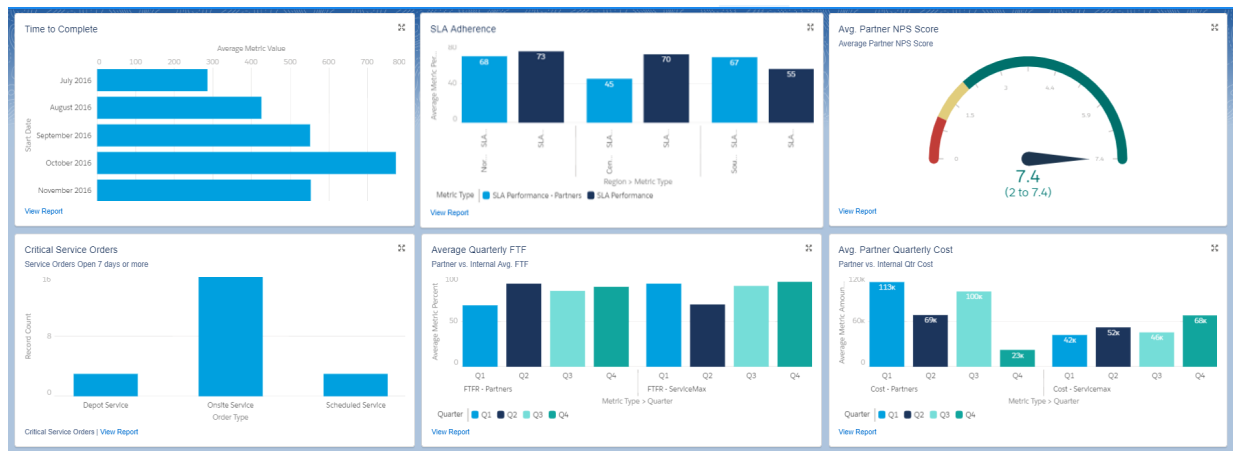 Time to Complete
Average Metric Value
0 100 200 300 400 500 600 700 800
Start Date
July 2016
August 2016
September 2016
October 2016
November 2016
View Report
SLA Adherence
Average Metric Per...
80
40
0
68 73 45 70 67 55
SLA... SLA... SLA... SLA... SLA... SLA...
Nor... Cen... Sou...
Region > Metric Type
Metric Type SLA Performance - Partners SLA Performance
View Report
Avg. Partner NPS Score
Average Partner NPS Score
0 1.5 3 4.4 5.9 7.4
7.4
(2 to 7.4)
View Report
Critical Service Orders
Service Orders Open 7 days or more
Record Count
16
8
0
Depot Service Onsite Service Scheduled Service
Order Type
Critical Service Orders | View Report
Average Quarterly FTF
Partner vs. Internal Avg. FTF
Average Metric Percent
100
50
0
Q1 Q2 Q3 Q4 Q1 Q2 Q3 Q4
FTFR - Partners FTFR - ServiceMax
Metric Type > Quarter
Quarter Q1 Q2 Q3 Q4
View Report
Avg. Partner Quarterly Cost
Partner vs. Internal Qtr Cost
Average Metric Amoun...
120K
60K
0
113K 69K 100K 23K 42K 52K 46K 68K
Q1 Q2 Q3 Q4 Q1 Q2 Q3 Q4
Cost - Partners Cost - Servicemax
Metric Type > Quarter
Quarter Q1 Q2 Q3 Q4
View Report